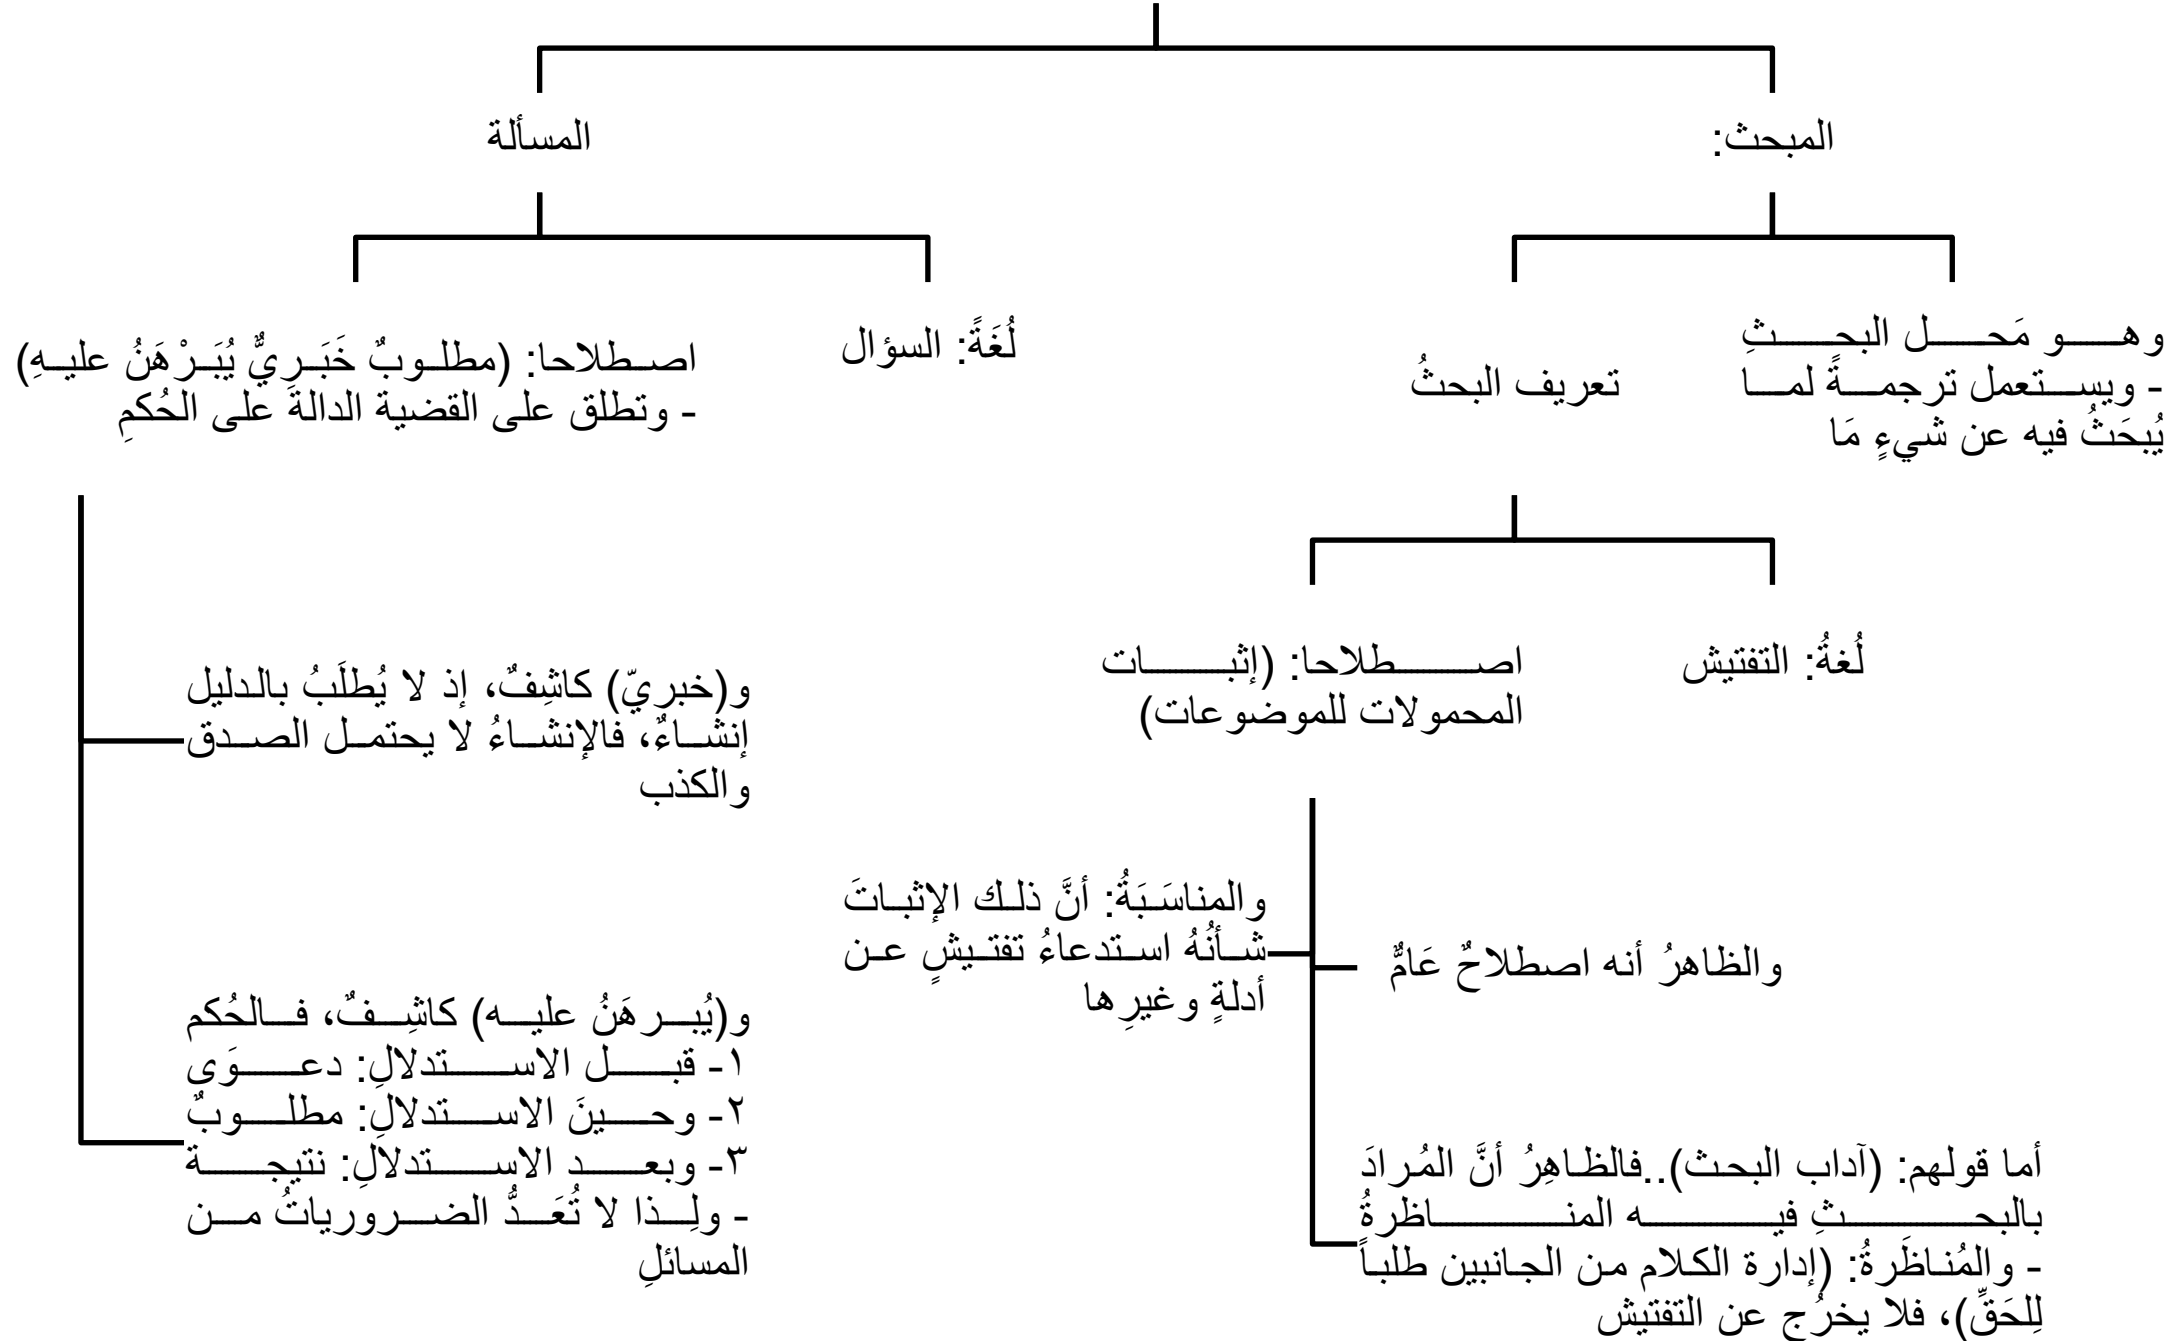 المبحث:
المسألة
وهو مَحل البحثِ
- ويستعمل ترجمةً لما
يُبحَثُ فيه عن شيءٍ مَا
تعريف البحثُ
لُغَةً: السؤال
اصطلاحا: (مطلوبٌ خَبَرِيٌّ يُبَرْهَنُ عليهِ)
- وتطلق على القضية الدالة على الحُكمِ
لُغةُ: التفتيش
اصطلاحا: (إثبات
المحمولات للموضوعات)
والظاهرُ أنه اصطلاحٌ عَامٌّ
والمناسَبَةُ: أنَّ ذلك الإثباتَ
شأنُهُ استدعاءُ تفتيشٍ عن
أدلةٍ وغيرِها
أما قولهم: (آداب البحث)..فالظاهِرُ أنَّ المُرادَ
بالبحثِ فيه المناظرةُ
- والمُناظَرةُ: (إدارة الكلام من الجانبين طلباً
لِلحَقِّ)، فلا يخرُج عن التفتيش
و(خبريّ) كاشِفٌ، إذ لا يُطلَبُ بالدليل
إنشاءٌ، فالإنشاءُ لا يحتمل الصدق
والكذب
و(يُبرهَنُ عليه) كاشِفٌ، فالحُكم
١- قبل الاستدلالِ: دعوَى
٢- وحينَ الاستدلالِ: مطلوبٌ
٣- وبعد الاستدلالِ: نتيجة
- ولِذا لا تُعَدُّ الضرورياتُ من
المسائلِ